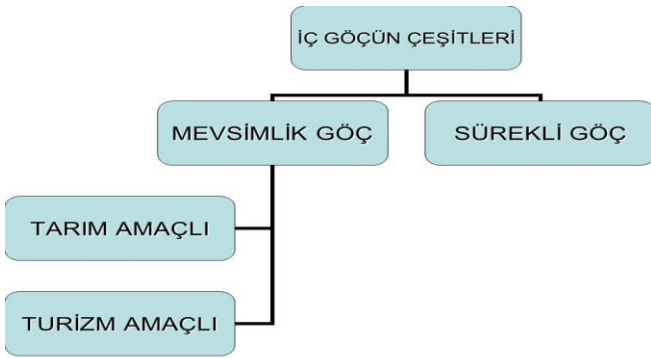 İÇ GÖÇÜN ÇEŞİTLERİ
MEVSİMLİK GÖÇ
SÜREKLİ GÖÇ
TARIM AMAÇLI
TURİZM AMAÇLI